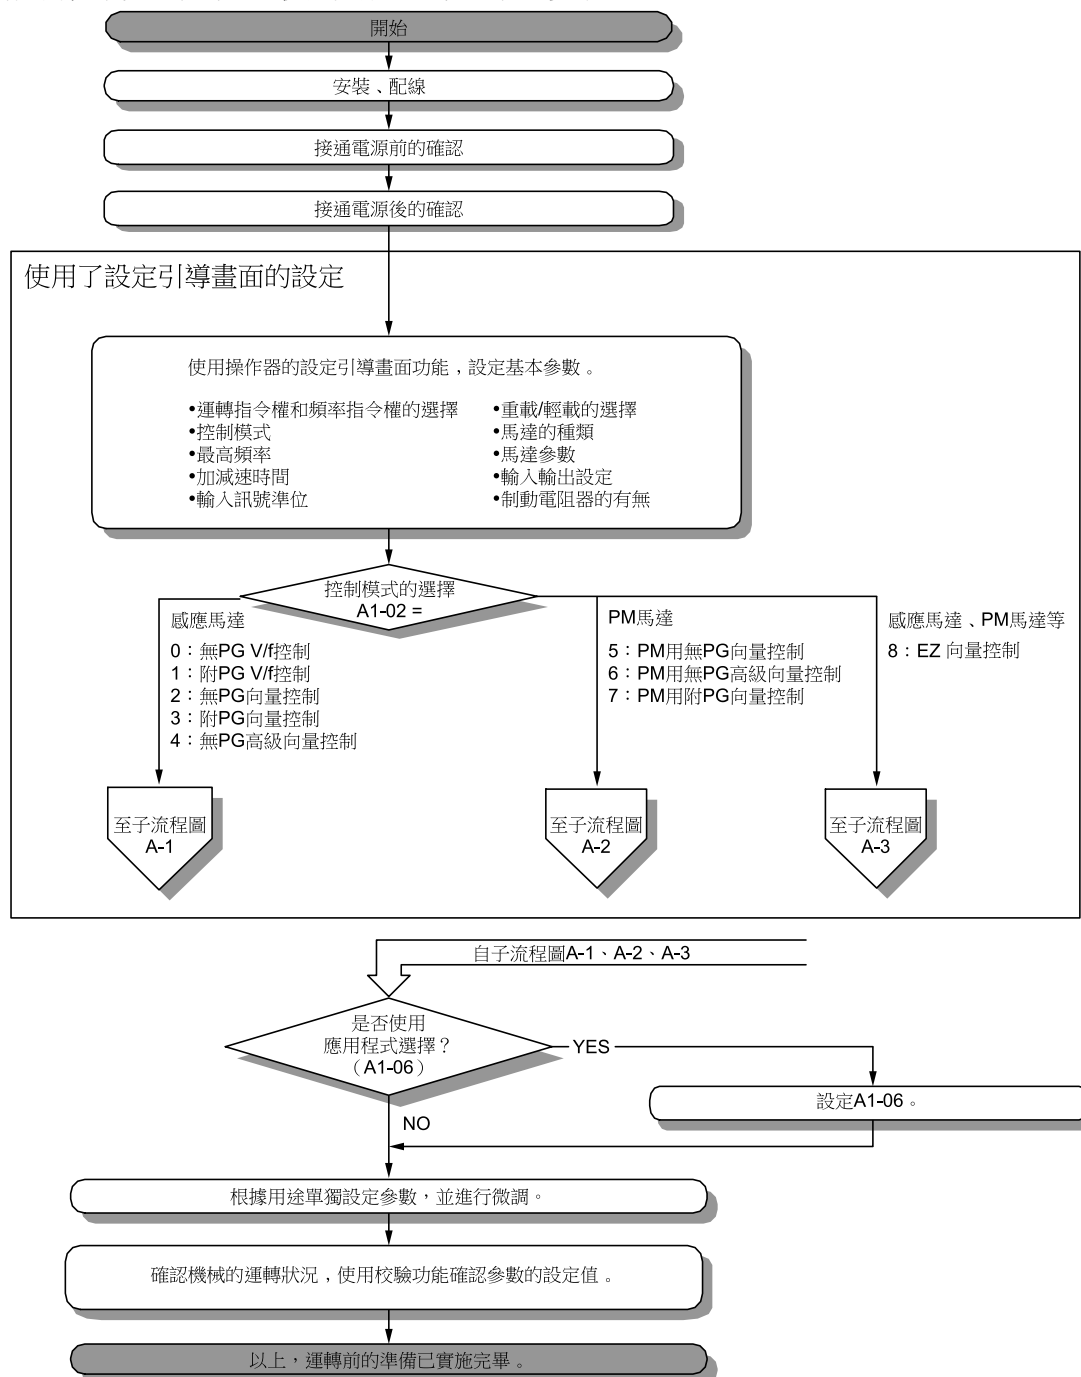 開始
安裝、配線
接通電源前的確認
接通電源後的確認
使用了設定引導畫面的設定
使用操作器的設定引導畫面功能，設定基本參數。
•運轉指令權和頻率指令權的選擇
•控制模式
•最高頻率
•加減速時間
•輸入訊號準位
•重載/輕載的選擇
•馬達的種類
•馬達參數
•輸入輸出設定
•制動電阻器的有無
控制模式的選擇
A1-02 =
感應馬達
0：無PG V/f控制
1：附PG V/f控制
2：無PG向量控制
3：附PG向量控制
4：無PG高級向量控制
PM馬達
5：PM用無PG向量控制
6：PM用無PG高級向量控制
7：PM用附PG向量控制
感應馬達、PM馬達等
8：EZ 向量控制
至子流程圖
A-1
至子流程圖
A-2
至子流程圖
A-3
自子流程圖A-1、A-2、A-3
是否使用
應用程式選擇？
（A1-06）
YES
設定A1-06。
NO
根據用途單獨設定參數，並進行微調。
確認機械的運轉狀況，使用校驗功能確認參數的設定值。
以上，運轉前的準備已實施完畢。